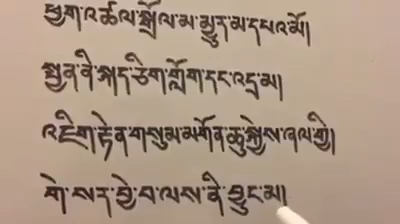 ཕྱག་འཚལ་སྒྲོལ་མ་མྱུར་མ་དཔའ་མོ།
སྤྱན་ནི་སྐད་ཅིག་གློག་དང་འདྲ་མ།
འཇིག་རྟེན་གསུམ་མགོན་ཆུ་སྐྱེས་ཞལ་གྱི།
གེ་སར་བྱེ་བ་ལས་ནི་བྱུང་མ།